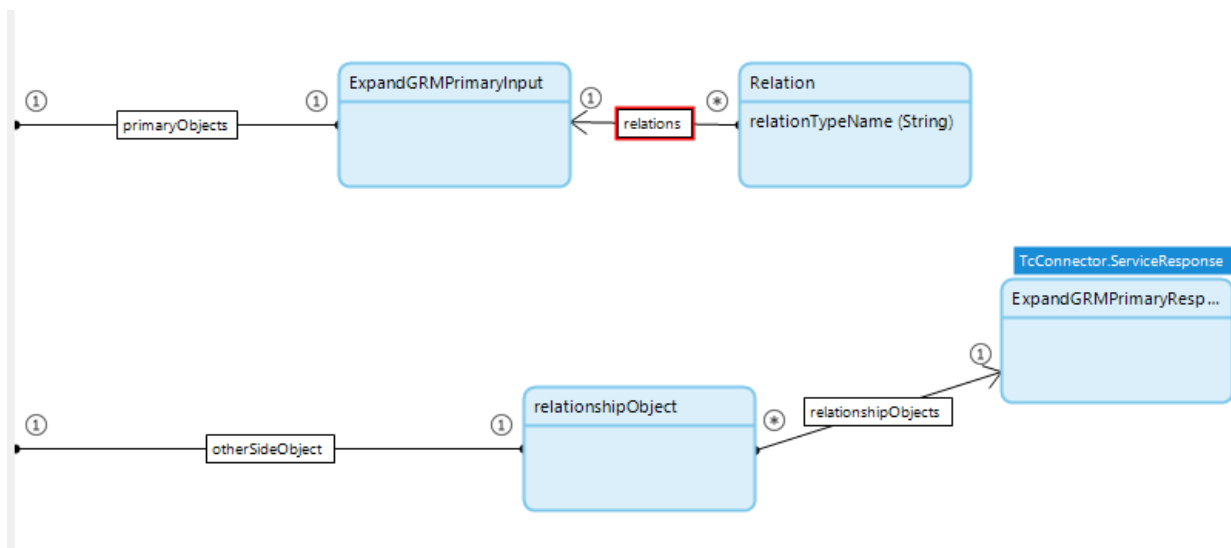 ExpandGRMPrimaryInput
Relation
1
1
1
*
primaryObjects
relations
relationTypeName (String)
TcConnector.ServiceResponse
ExpandGRMPrimaryResp...
1
relationshipObject
relationshipObjects
1
1
*
otherSideObject